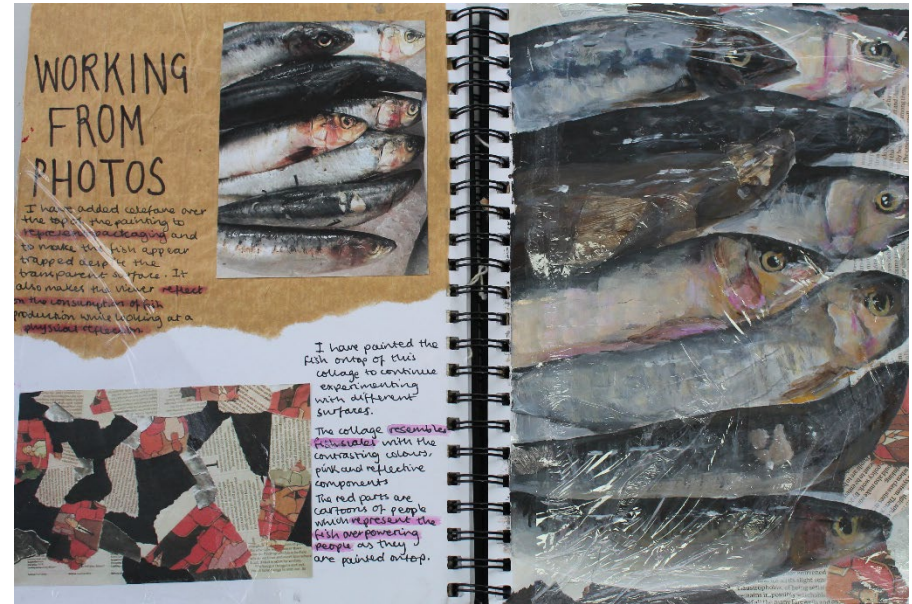 WORKING
FROM
PHOTOS
I have added celefane over
the top of the painting to
represent packaging and
to make the fish appear
trapped despite the
transparent surface. It
also makes the viewer reflect
on the consumption of fish
production while looking at a
physical reflection
I have painted the
fish ontop of this
collage to continue
experimenting
with different
surfaces.
The collage resembles
fishscales with the
contrasting colours,
pink and reflective
components
The red parts are
cartoons of people
which represent the
fish overpowering
people as they
are painted ontop.